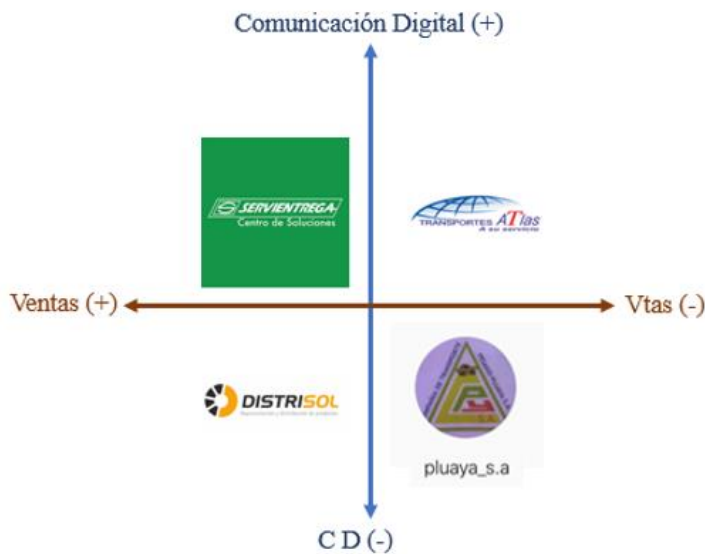 Comunicación Digital (+)
SERVIENTREGA
Centro de Soluciones
TRANSPORTES ATlas
A su servicio
Ventas (+)
Vtas (-)
DISTRISOL
pluaya_s.a
C D (-)